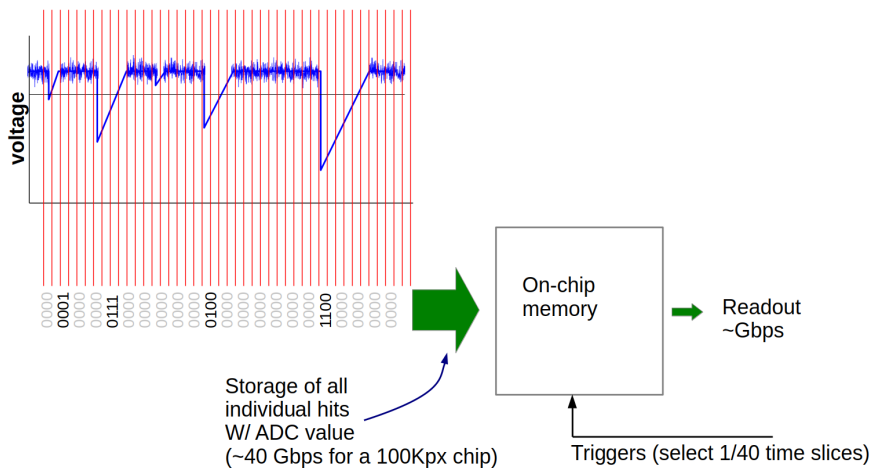 voltage
0000
0001
0000
0000
0111
0000
0000
0000
0000
0000
0100
0000
0000
0000
0000
0000
0000
1100
0000
0000
0000
0000
On-chip
memory
Readout
~Gbps
Storage of all
individual hits
W/ ADC value
(~40 Gbps for a 100Kpx chip)
Triggers (select 1/40 time slices)